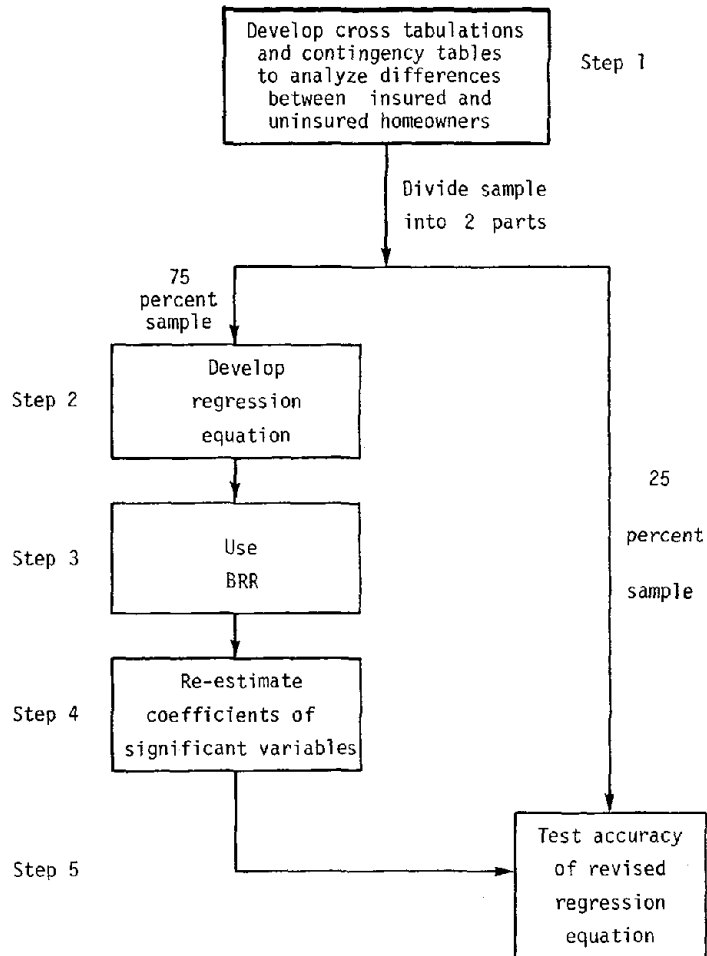 Develop cross tabulations
and contingency tables
to analyze differences
between insured and
uninsured homeowners
Step 1
Divide sample
into 2 parts
75
percent
sample
Step 2
Develop
regression
equation
Step 3
Use
BRR
25
percent
sample
Step 4
Re-estimate
coefficients of
significant variables
Step 5
Test accuracy
of revised
regression
equation